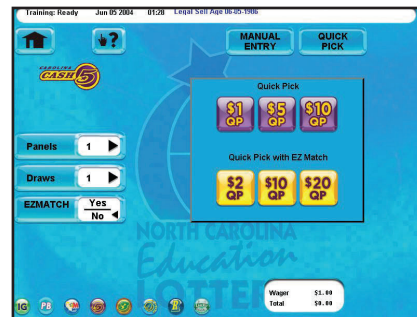 Training: Ready Jun 05 2004 01:28 Legal Sell Age 06-05-1986
?
MANUAL ENTRY
QUICK PICK
CAROLINA
CASH 5
Quick Pick
$1 QP $5 QP $10 QP
Panels 1
Quick Pick with EZ Match
Draws 1
$2 QP $10 QP $20 QP
EZMATCH Yes
No
NORTH CAROLINA
Education
LOTTERY
Wager $1.00
Total $0.00
IG PB